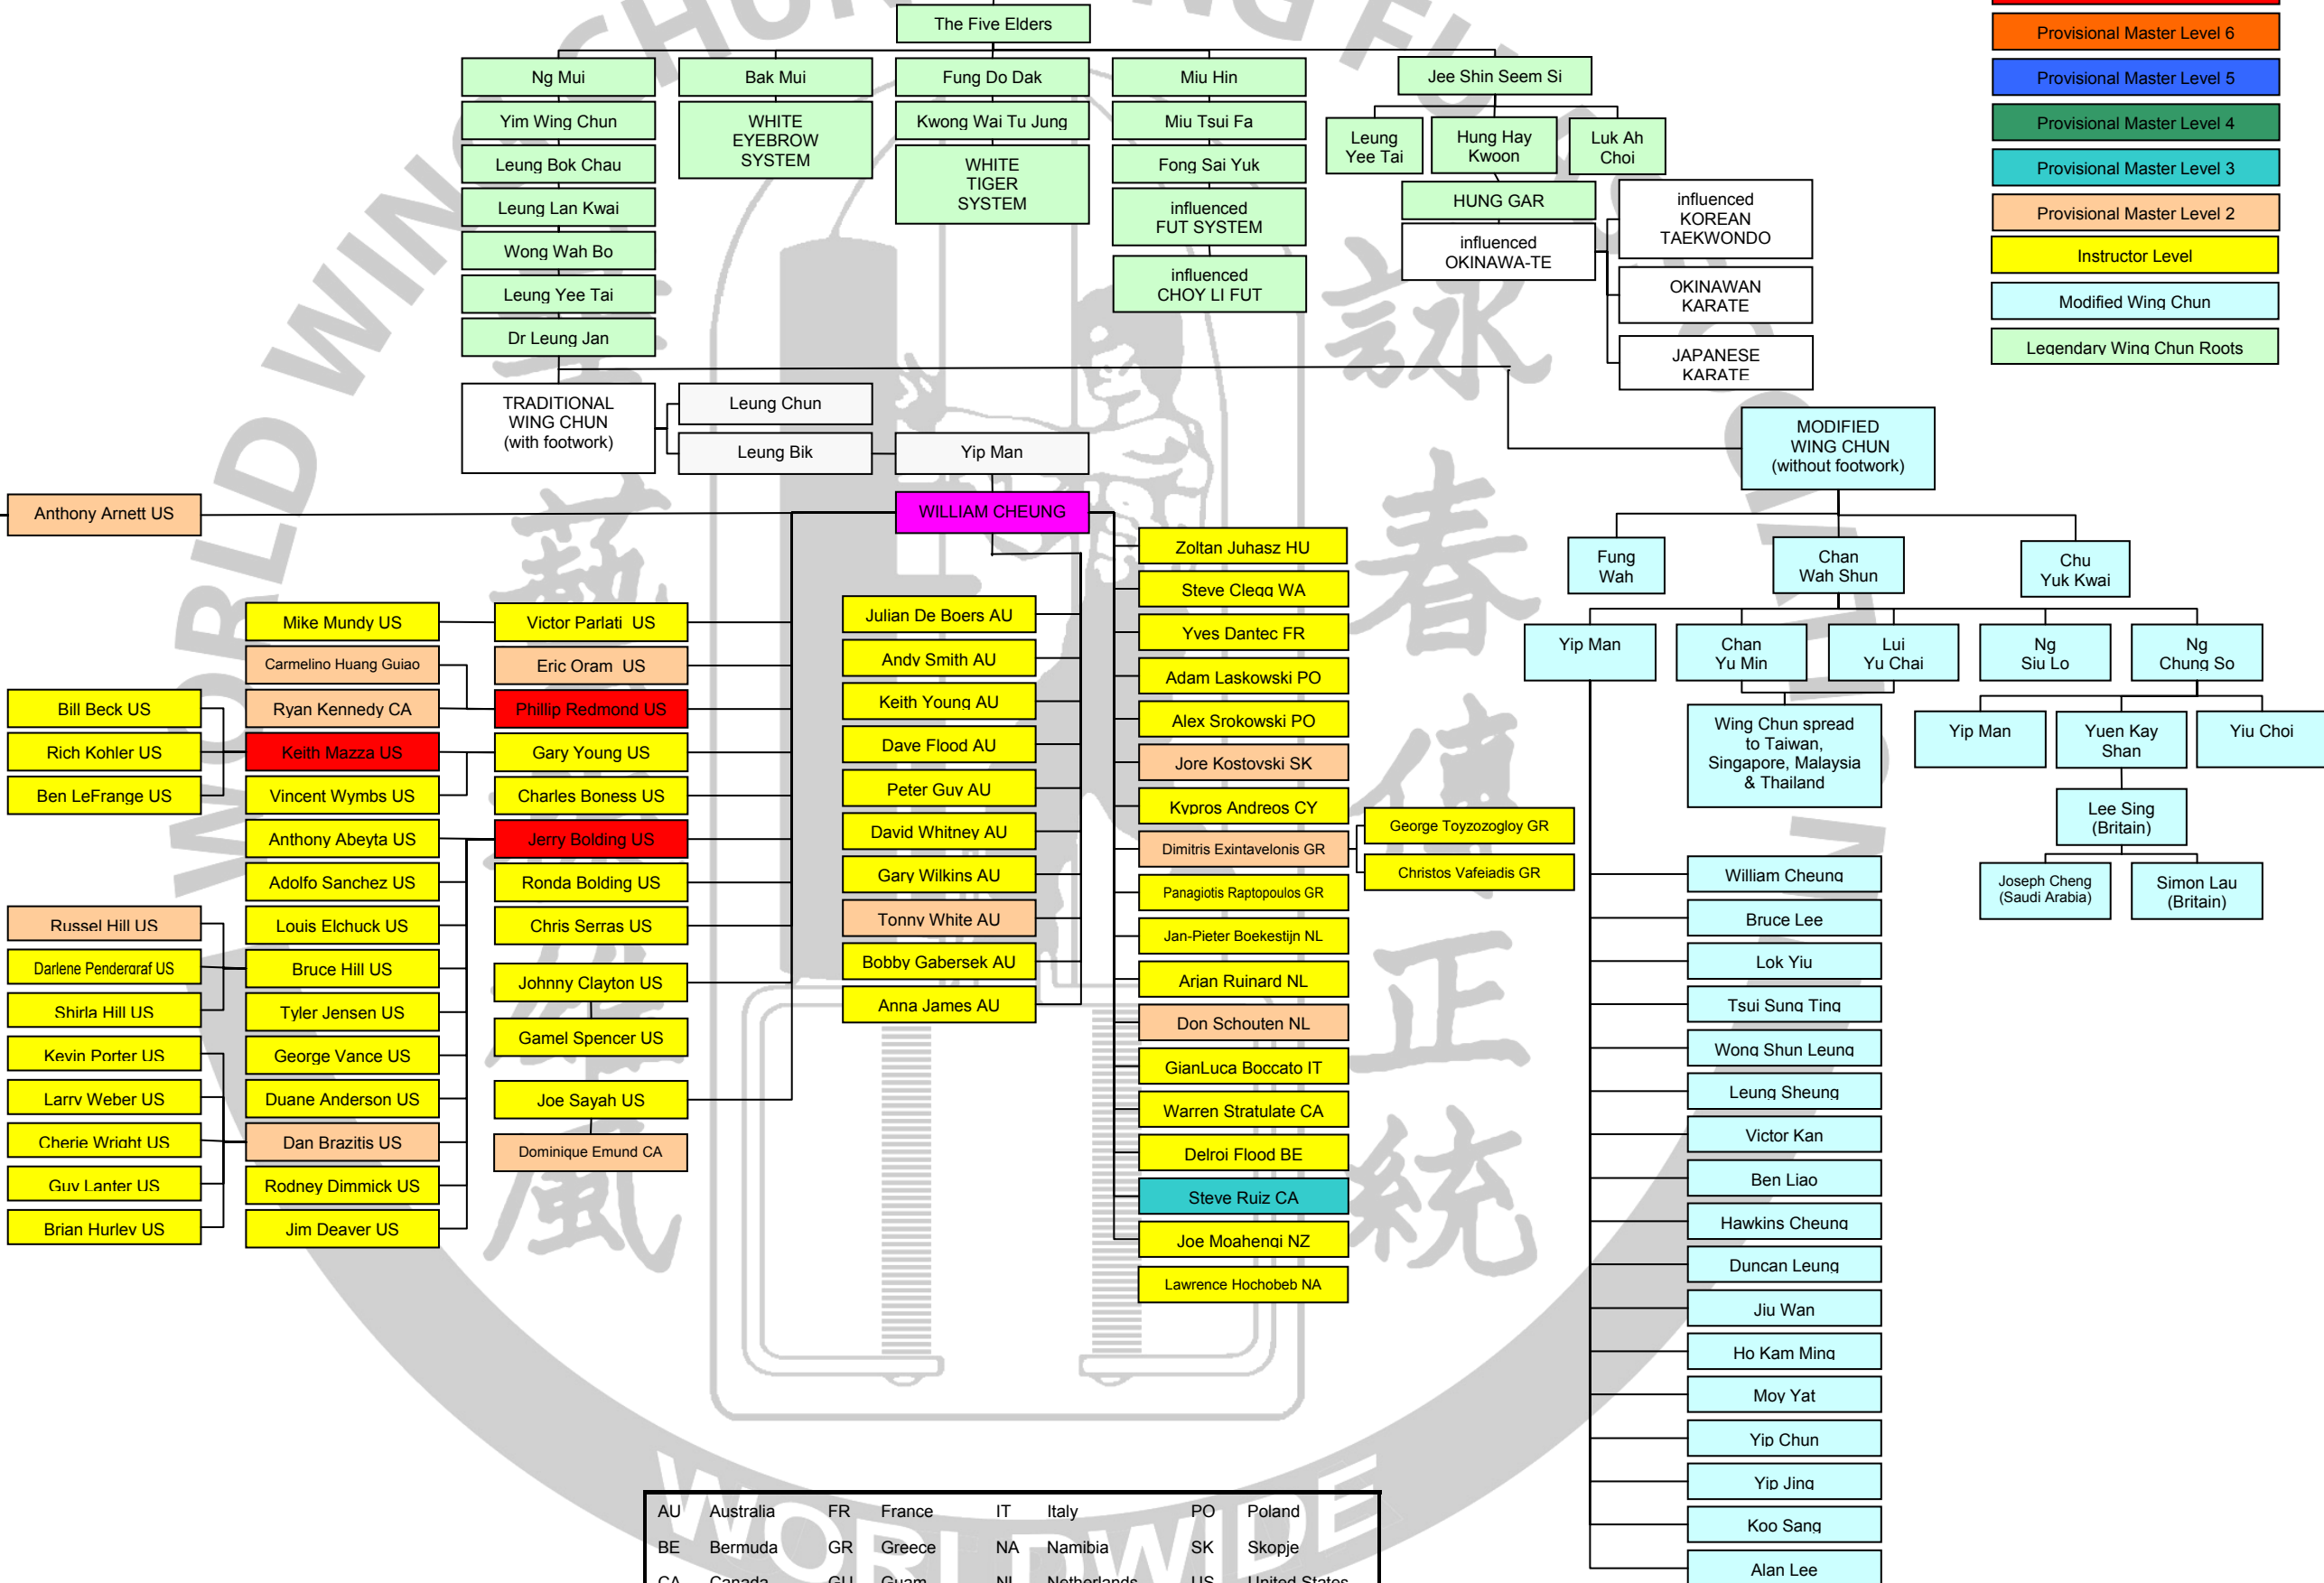 The Five Elders
Ng Mui
Bak Mui
Fung Do Dak
Miu Hin
Jee Shin Seem Si
Yim Wing Chun
WHITE
EYEBROW
SYSTEM
Kwong Wai Tu Jung
Miu Tsui Fa
Leung
Yee Tai
Hung Hay
Kwoon
Luk Ah
Choi
Leung Bok Chau
WHITE
TIGER
SYSTEM
Fong Sai Yuk
Leung Lan Kwai
influenced
FUT SYSTEM
HUNG GAR
influenced
KOREAN
TAEKWONDO
Wong Wah Bo
influenced
OKINAWA-TE
Leung Yee Tai
influenced
CHOY LI FUT
OKINAWAN
KARATE
Dr Leung Jan
JAPANESE
KARATE
Provisional Master Level 6
Provisional Master Level 5
Provisional Master Level 4
Provisional Master Level 3
Provisional Master Level 2
Instructor Level
Modified Wing Chun
Legendary Wing Chun Roots
TRADITIONAL
WING CHUN
(with footwork)
Leung Chun
Leung Bik
Yip Man
MODIFIED
WING CHUN
(without footwork)
Anthony Arnett US
WILLIAM CHEUNG
Bill Beck US
Rich Kohler US
Ben LeFrange US
Russel Hill US
Darlene Pendergraf US
Shirla Hill US
Kevin Porter US
Larry Weber US
Cherie Wright US
Guy Lanter US
Brian Hurley US
Mike Mundy US
Carmelino Huang Guiao
Ryan Kennedy CA
Keith Mazza US
Vincent Wymbs US
Anthony Abeyta US
Adolfo Sanchez US
Louis Elchuck US
Bruce Hill US
Tyler Jensen US
George Vance US
Duane Anderson US
Dan Brazitis US
Rodney Dimmick US
Jim Deaver US
Victor Parlati US
Eric Oram US
Phillip Redmond US
Gary Young US
Charles Boness US
Jerry Bolding US
Ronda Bolding US
Chris Serras US
Johnny Clayton US
Gamel Spencer US
Joe Sayah US
Dominique Emund CA
Julian De Boers AU
Andy Smith AU
Keith Young AU
Dave Flood AU
Peter Guy AU
David Whitney AU
Gary Wilkins AU
Tonny White AU
Bobby Gabersek AU
Anna James AU
Zoltan Juhasz HU
Steve Clegg WA
Yves Dantec FR
Adam Laskowski PO
Alex Srokowski PO
Jore Kostovski SK
Kypros Andreos CY
Dimitris Exintavelonis GR
Panagiotis Raptopoulos GR
Jan-Pieter Boekestijn NL
Arjan Ruinard NL
Don Schouten NL
GianLuca Boccato IT
Warren Stratulate CA
Delroi Flood BE
Steve Ruiz CA
Joe Moahengi NZ
Lawrence Hochobeb NA
George Toyzozogloy GR
Christos Vafeiadis GR
Fung
Wah
Chan
Wah Shun
Chu
Yuk Kwai
Yip Man
Chan
Yu Min
Lui
Yu Chai
Ng
Siu Lo
Ng
Chung So
Wing Chun spread
to Taiwan,
Singapore, Malaysia
& Thailand
Yip Man
Yuen Kay
Shan
Yiu Choi
Lee Sing
(Britain)
Joseph Cheng
(Saudi Arabia)
Simon Lau
(Britain)
William Cheung
Bruce Lee
Lok Yiu
Tsui Sung Ting
Wong Shun Leung
Leung Sheung
Victor Kan
Ben Liao
Hawkins Cheung
Duncan Leung
Jiu Wan
Ho Kam Ming
Moy Yat
Yip Chun
Yip Jing
Koo Sang
Alan Lee
AU Australia FR France IT Italy PO Poland
BE Bermuda GR Greece NA Namibia SK Skopje
CA Canada GU Guam NL Netherlands US United States
WORLD WING CHUN
WORLDWIDE
詠春傳正統